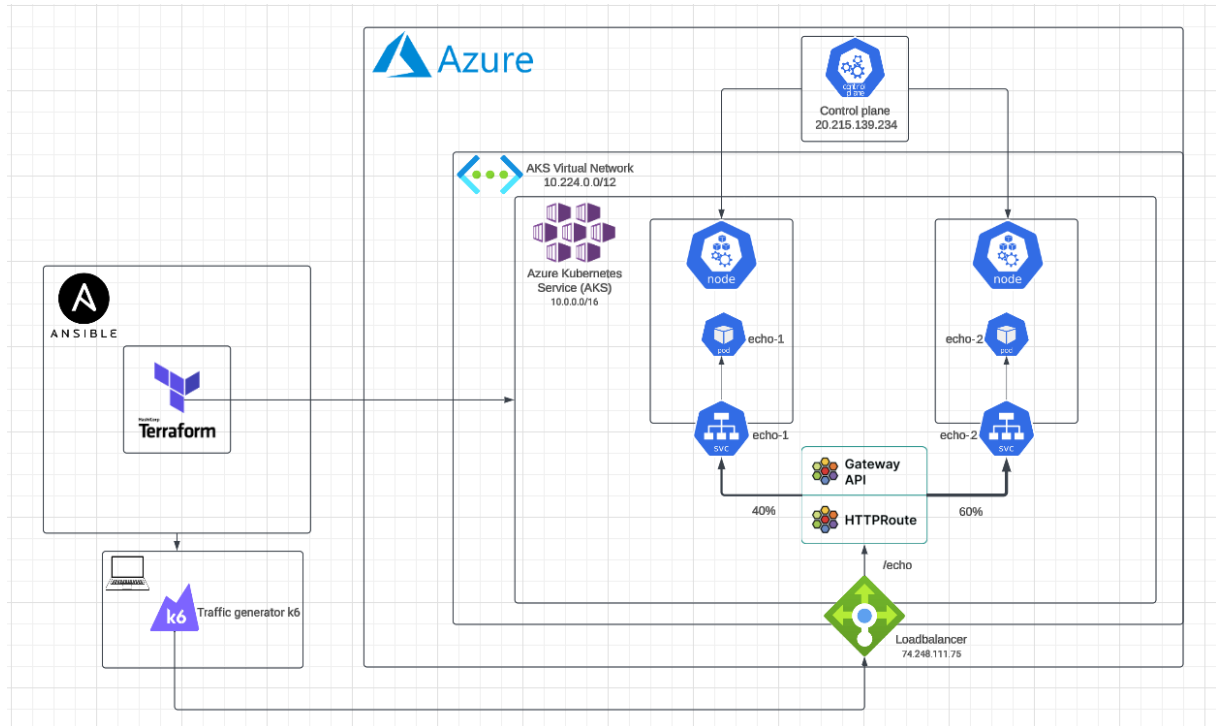 Azure
control
plane
Control plane
20.215.139.234
AKS Virtual Network
10.224.0.0/12
Azure Kubernetes
Service (AKS)
10.0.0.0/16
node
node
pod
echo-1
echo-2
pod
svc
echo-1
echo-2
svc
Gateway
API
HTTPRoute
40%
60%
/echo
Loadbalancer
74.248.111.75
ANSIBLE
HashiCorp
Terraform
k6
Traffic generator k6